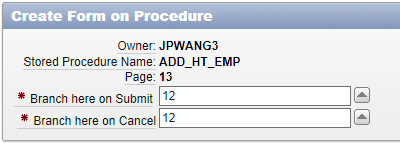 Create Form on Procedure
Owner: JPWANG3
Stored Procedure Name: ADD_HT_EMP
Page: 13
* Branch here on Submit 12
* Branch here on Cancel 12